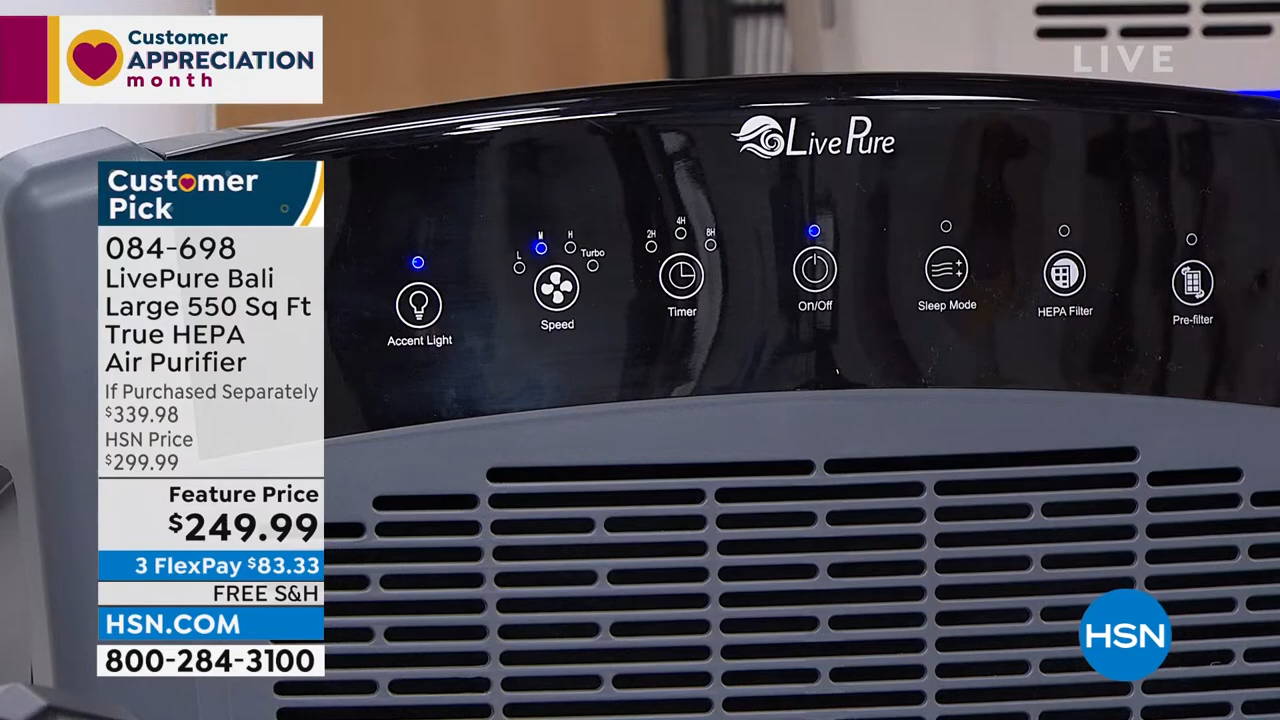 Customer
APPRECIATION
month
LIVE
LivePure
Customer
Pick
084-698
LivePure Bali
Large 550 Sq Ft
True HEPA
Air Purifier
If Purchased Separately
$339.98
HSN Price
$299.99
Feature Price
$249.99
3 FlexPay $83.33
FREE S&H
HSN.COM
800-284-3100
L
M
H
Turbo
2H
4H
8H
Accent Light
Speed
Timer
On/Off
Sleep Mode
HEPA Filter
Pre-filter
HSN